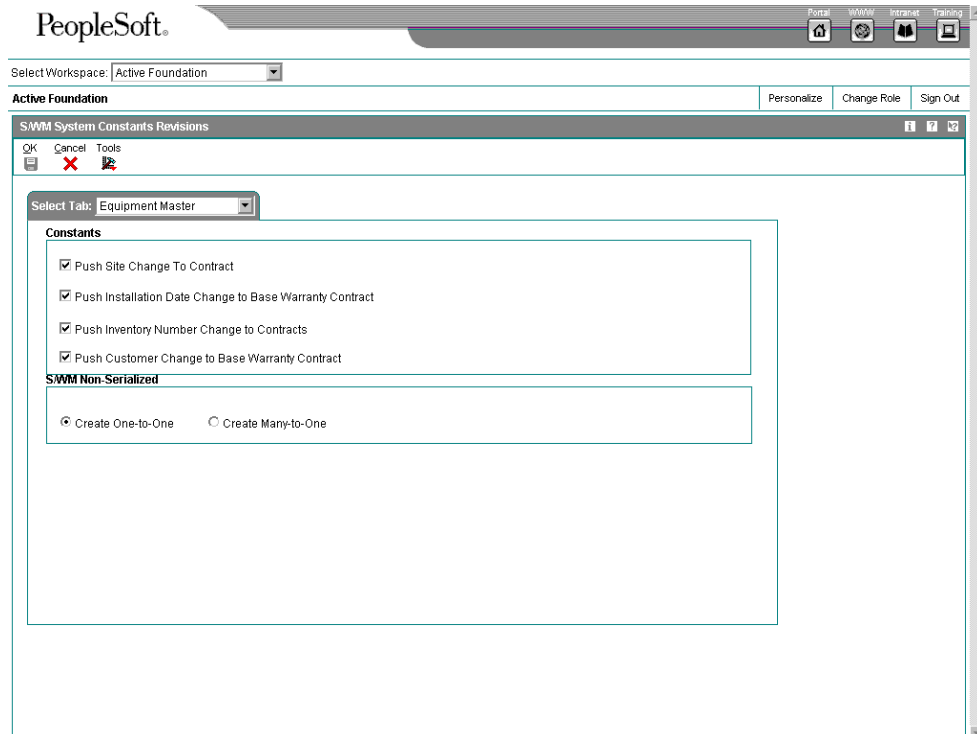 Portal WWW Intranet Training
PeopleSoft®
Select Workspace: Active Foundation
Active Foundation Personalize Change Role Sign Out
S/WM System Constants Revisions
OK Cancel Tools
Select Tab: Equipment Master
Constants
Push Site Change To Contract
Push Installation Date Change to Base Warranty Contract
Push Inventory Number Change to Contracts
Push Customer Change to Base Warranty Contract
S/WM Non-Serialized
Create One-to-One Create Many-to-One